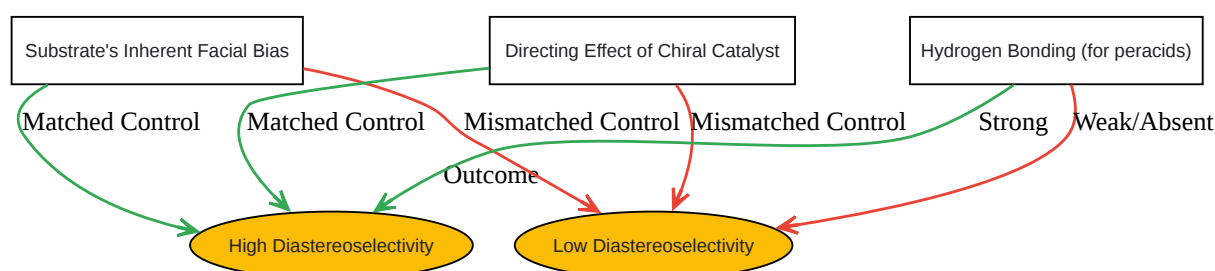 Substrate's Inherent Facial Bias
Directing Effect of Chiral Catalyst
Hydrogen Bonding (for peracids)
Matched Control
Matched Control
Mismatched Control
Mismatched Control
Strong
Weak/Absent
Outcome
High Diastereoselectivity
Low Diastereoselectivity